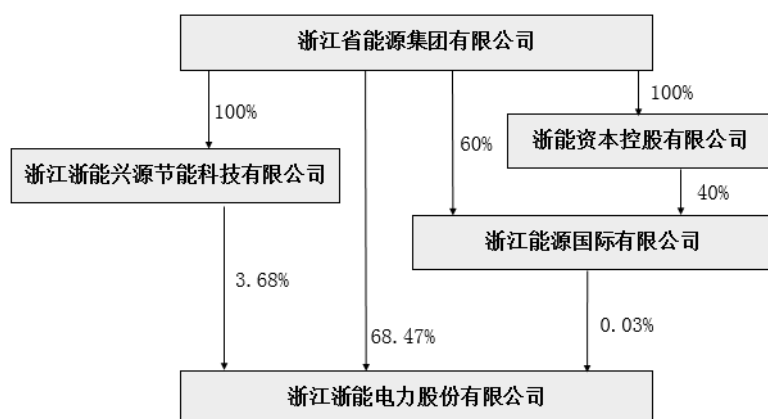 浙江省能源集团有限公司
100%
100%
60%
浙能资本控股有限公司
浙江浙能兴源节能科技有限公司
40%
浙江能源国际有限公司
3.68%
68.47%
0.03%
浙江浙能电力股份有限公司